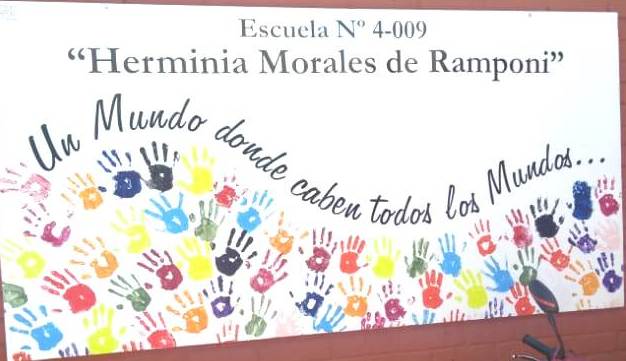 Escuela Nº 4-009
“Herminia Morales de Ramponi”
Un Mundo donde caben todos los Mundos...